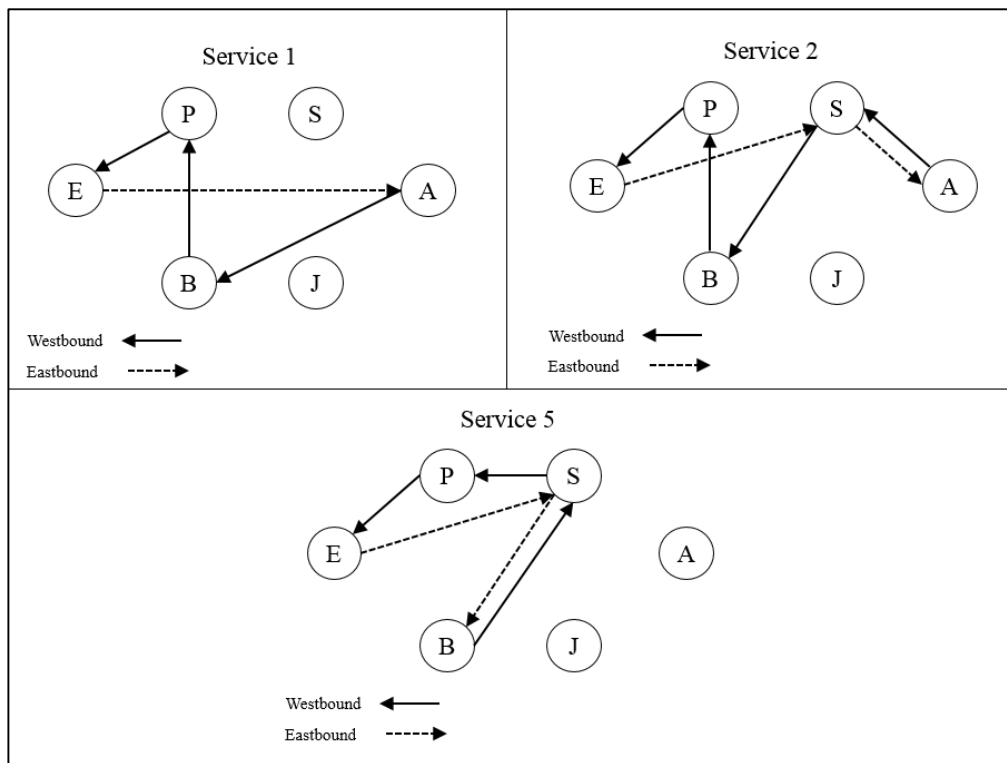 Service 1
P
S
E
A
B
J
Westbound
Eastbound
Service 2
P
S
E
A
B
J
Westbound
Eastbound
Service 5
P
S
E
A
B
J
Westbound
Eastbound